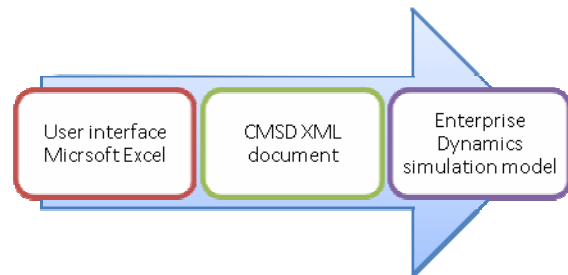 User interface
Micrsoft Excel
CMSD XML
document
Enterprise
Dynamics
simulation model